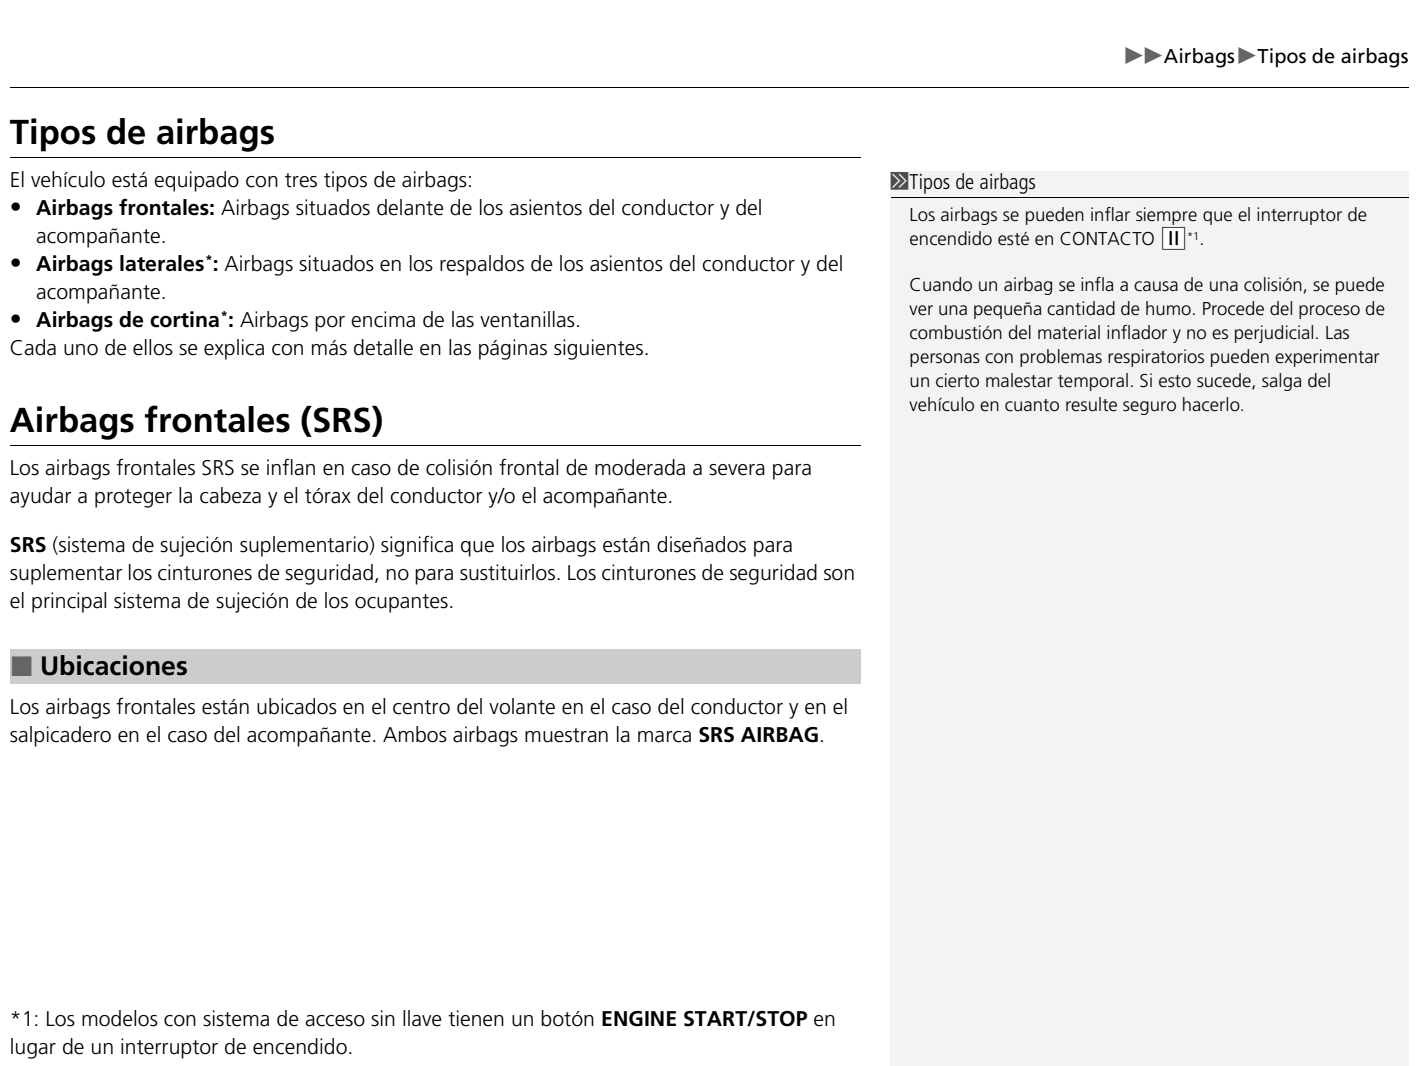 ▶▶Airbags▶Tipos de airbags
Tipos de airbags
El vehículo está equipado con tres tipos de airbags:
• Airbags frontales: Airbags situados delante de los asientos del conductor y del
acompañante.
• Airbags laterales*: Airbags situados en los respaldos de los asientos del conductor y del
acompañante.
• Airbags de cortina*: Airbags por encima de las ventanillas.
Cada uno de ellos se explica con más detalle en las páginas siguientes.
Airbags frontales (SRS)
Los airbags frontales SRS se inflan en caso de colisión frontal de moderada a severa para
ayudar a proteger la cabeza y el tórax del conductor y/o el acompañante.
SRS (sistema de sujeción suplementario) significa que los airbags están diseñados para
suplementar los cinturones de seguridad, no para sustituirlos. Los cinturones de seguridad son
el principal sistema de sujeción de los ocupantes.
■ Ubicaciones
Los airbags frontales están ubicados en el centro del volante en el caso del conductor y en el
salpicadero en el caso del acompañante. Ambos airbags muestran la marca SRS AIRBAG.
*1: Los modelos con sistema de acceso sin llave tienen un botón ENGINE START/STOP en
lugar de un interruptor de encendido.
Tipos de airbags
Los airbags se pueden inflar siempre que el interruptor de
encendido esté en CONTACTO II*1.
Cuando un airbag se infla a causa de una colisión, se puede
ver una pequeña cantidad de humo. Procede del proceso de
combustión del material inflador y no es perjudicial. Las
personas con problemas respiratorios pueden experimentar
un cierto malestar temporal. Si esto sucede, salga del
vehículo en cuanto resulte seguro hacerlo.